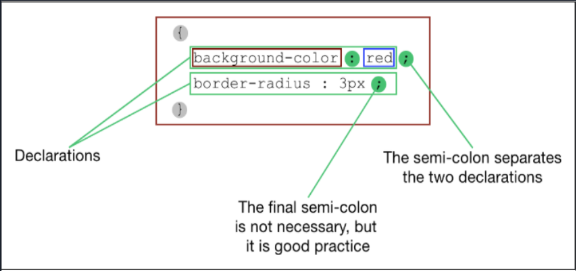 {
background-color : red ;
border-radius : 3px ;
}
Declarations
The semi-colon separates
the two declarations
The final semi-colon
is not necessary, but
it is good practice